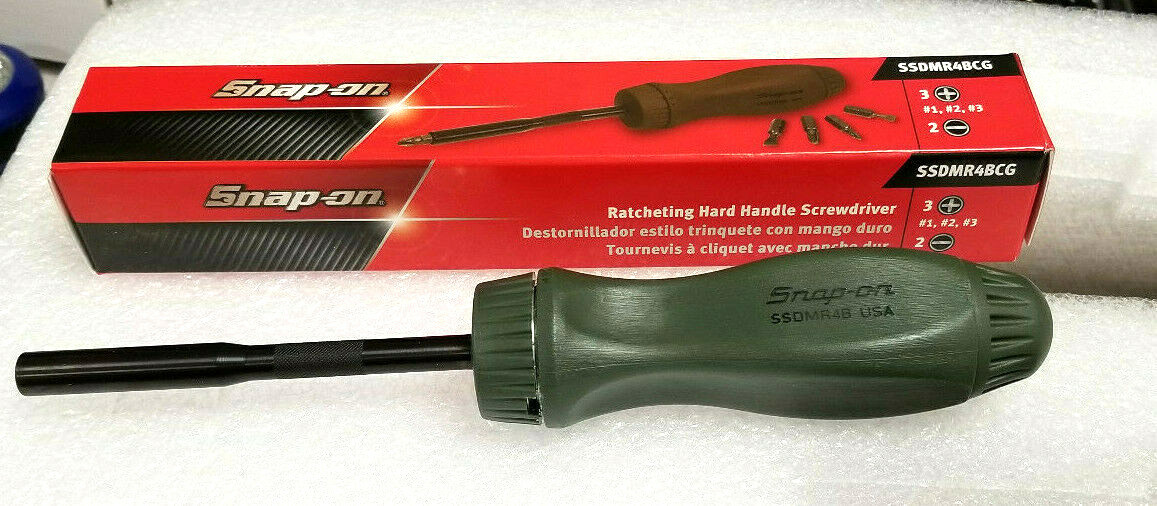 Snap-on
SSDMR4BCG
3
#1, #2, #3
2
Snap-on
SSDMR4BCG
Ratcheting Hard Handle Screwdriver
3
#1, #2, #3
Destornillador estilo trinquete con mango duro
Tournevis à cliquet avec manche dur
2
Snap-on
SSDMR4B USA